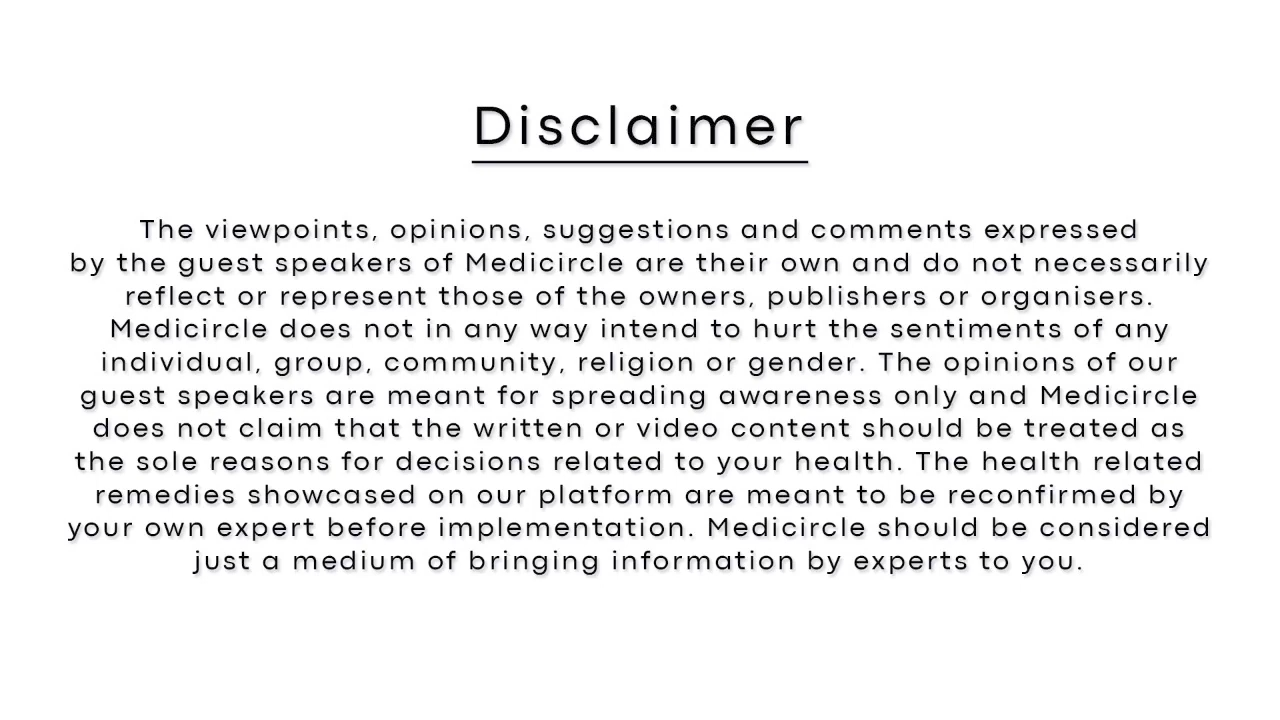 Disclaimer
The viewpoints, opinions, suggestions and comments expressed
by the guest speakers of Medicircle are their own and do not necessarily
reflect or represent those of the owners, publishers or organisers.
Medicircle does not in any way intend to hurt the sentiments of any
individual, group, community, religion or gender. The opinions of our
guest speakers are meant for spreading awareness only and Medicircle
does not claim that the written or video content should be treated as
the sole reasons for decisions related to your health. The health related
remedies showcased on our platform are meant to be reconfirmed by
your own expert before implementation. Medicircle should be considered
just a medium of bringing information by experts to you.